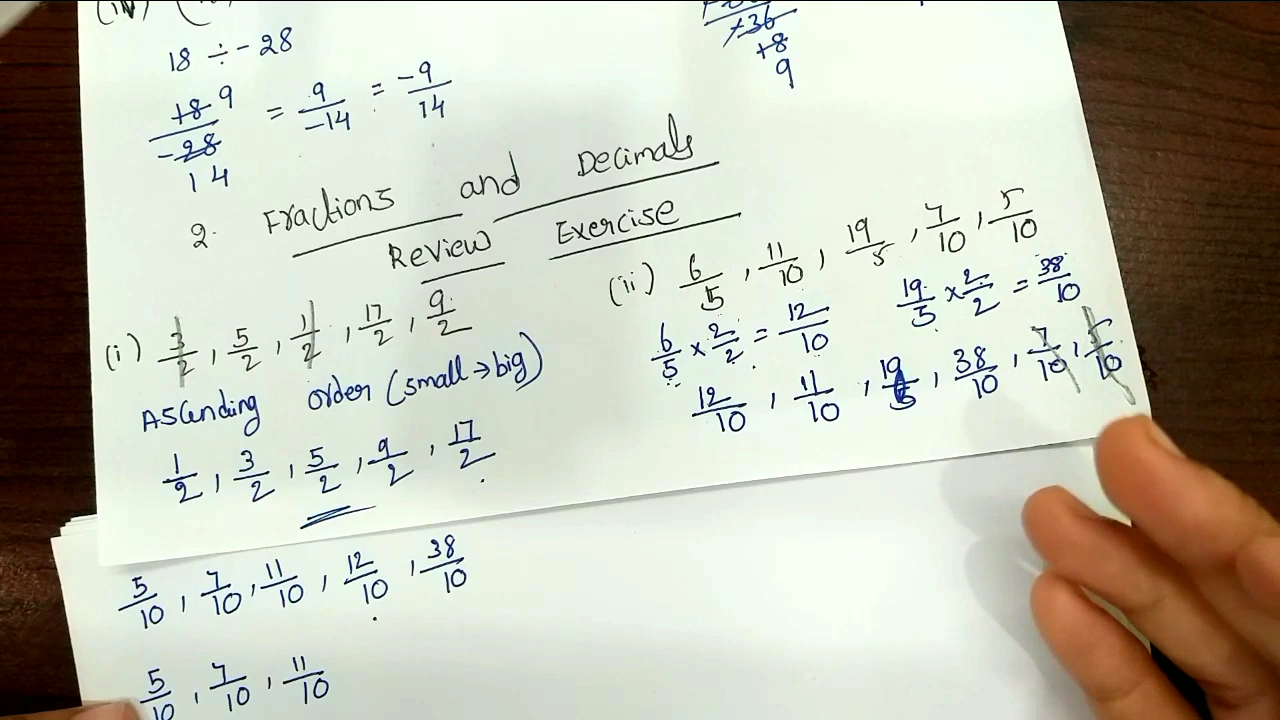 (iv)
18 ÷ -28
18 9 / -28 14 = 9/-14 = -9/14
-36
+8
9
2. Fractions and Decimals
Review Exercise
(i) 3/2, 5/2, 1/2, 17/2, 9/2
Ascending order (small→big)
1/2, 3/2, 5/2, 9/2, 17/2
(ii) 6/5, 11/10, 19/5, 7/10, 5/10
6/5 × 2/2 = 12/10 19/5 × 2/2 = 38/10
12/10, 11/10, 19/5, 38/10, 7/10, 5/10
5/10, 7/10, 11/10, 12/10, 38/10
5/10, 7/10, 11/10